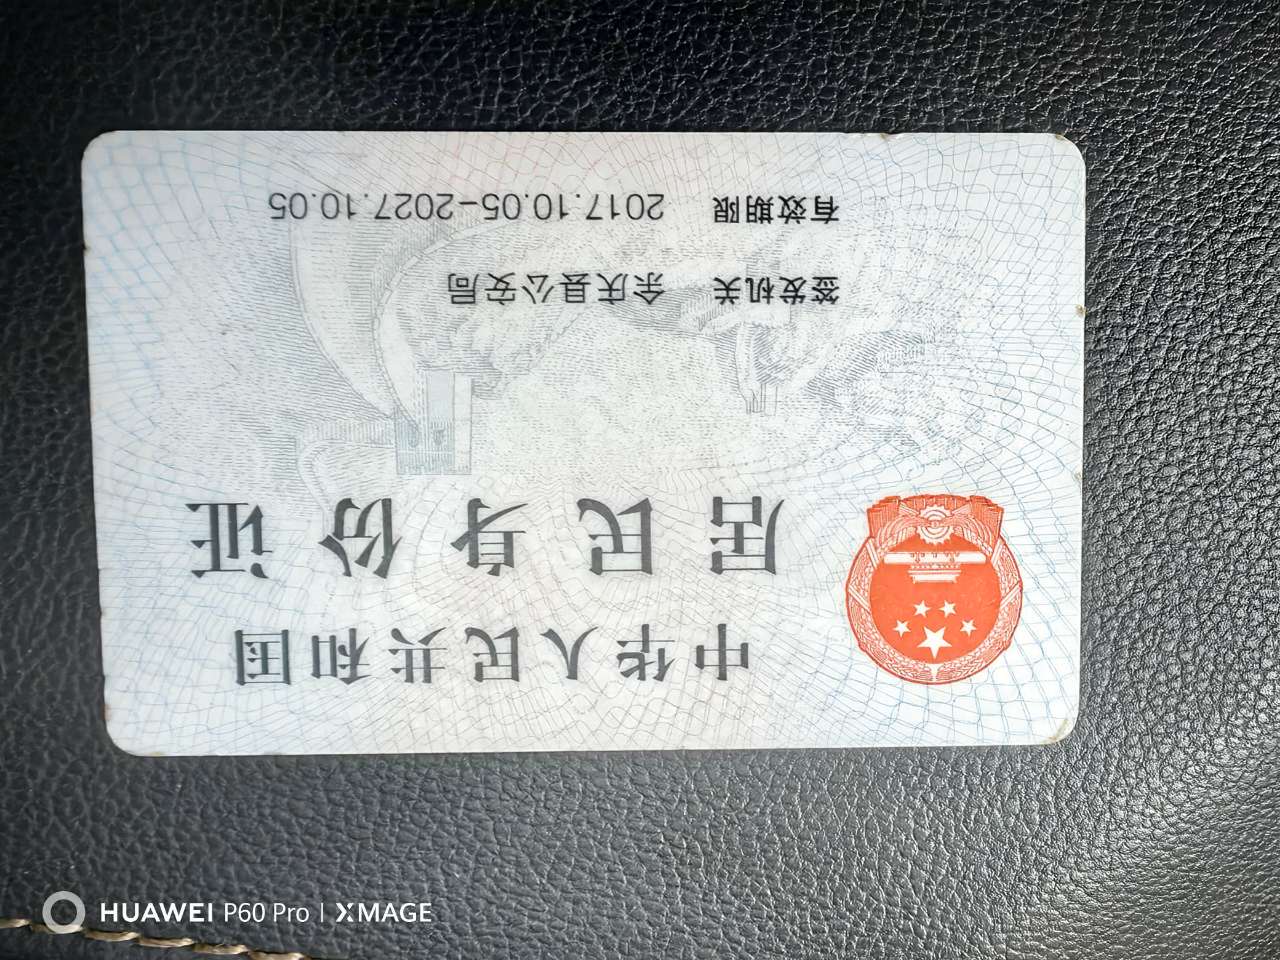 中华人民共和国
居民身份证
签发机关 余庆县公安局
有效期限 2017.10.05-2027.10.05
HUAWEI P60 Pro | XMAGE